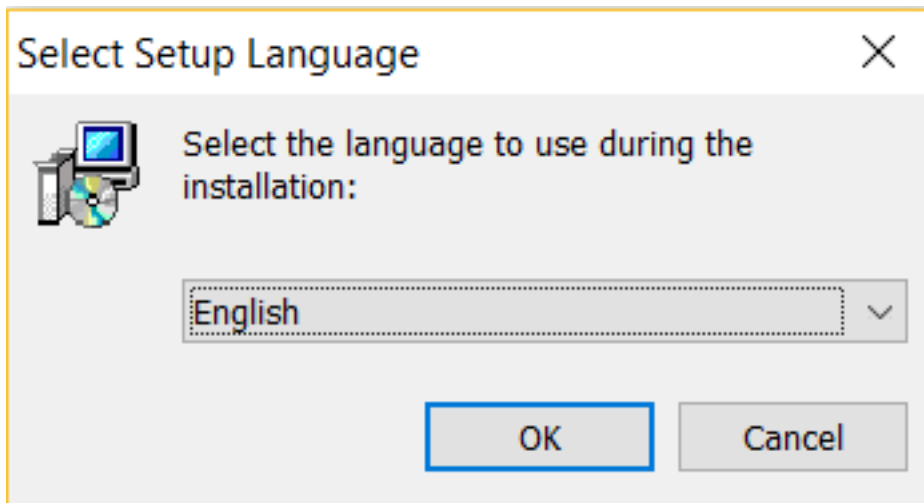 Select Setup Language
Select the language to use during the
installation:
English
OK
Cancel